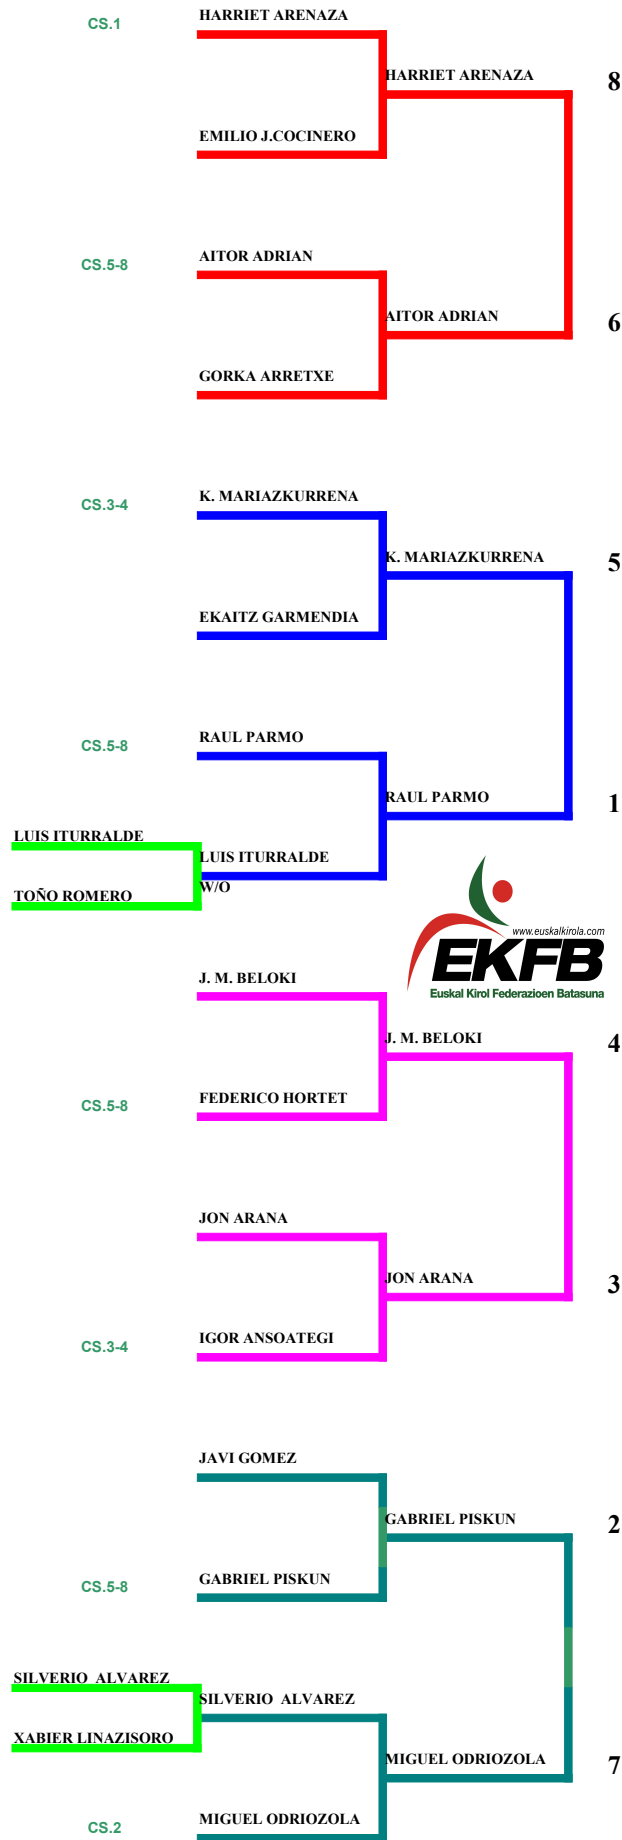 HARRIET ARENAZA
CS.1
HARRIET ARENAZA
8
EMILIO J.COCINERO
AITOR ADRIAN
CS.5-8
AITOR ADRIAN
6
GORKA ARRETXE
K. MARIAZKURRENA
CS.3-4
K. MARIAZKURRENA
5
EKAITZ GARMENDIA
RAUL PARMO
CS.5-8
RAUL PARMO
1
LUIS ITURRALDE
LUIS ITURRALDE
W/O
TOÑO ROMERO
www.euskalkirola.com
EKFB
Euskal Kirol Federazioen Batasuna
J. M. BELOKI
J. M. BELOKI
4
FEDERICO HORTET
CS.5-8
JON ARANA
JON ARANA
3
IGOR ANSOATEGI
CS.3-4
JAVI GOMEZ
GABRIEL PISKUN
2
GABRIEL PISKUN
CS.5-8
SILVERIO  ALVAREZ
SILVERIO  ALVAREZ
XABIER LINAZISORO
MIGUEL ODRIOZOLA
7
MIGUEL ODRIOZOLA
CS.2